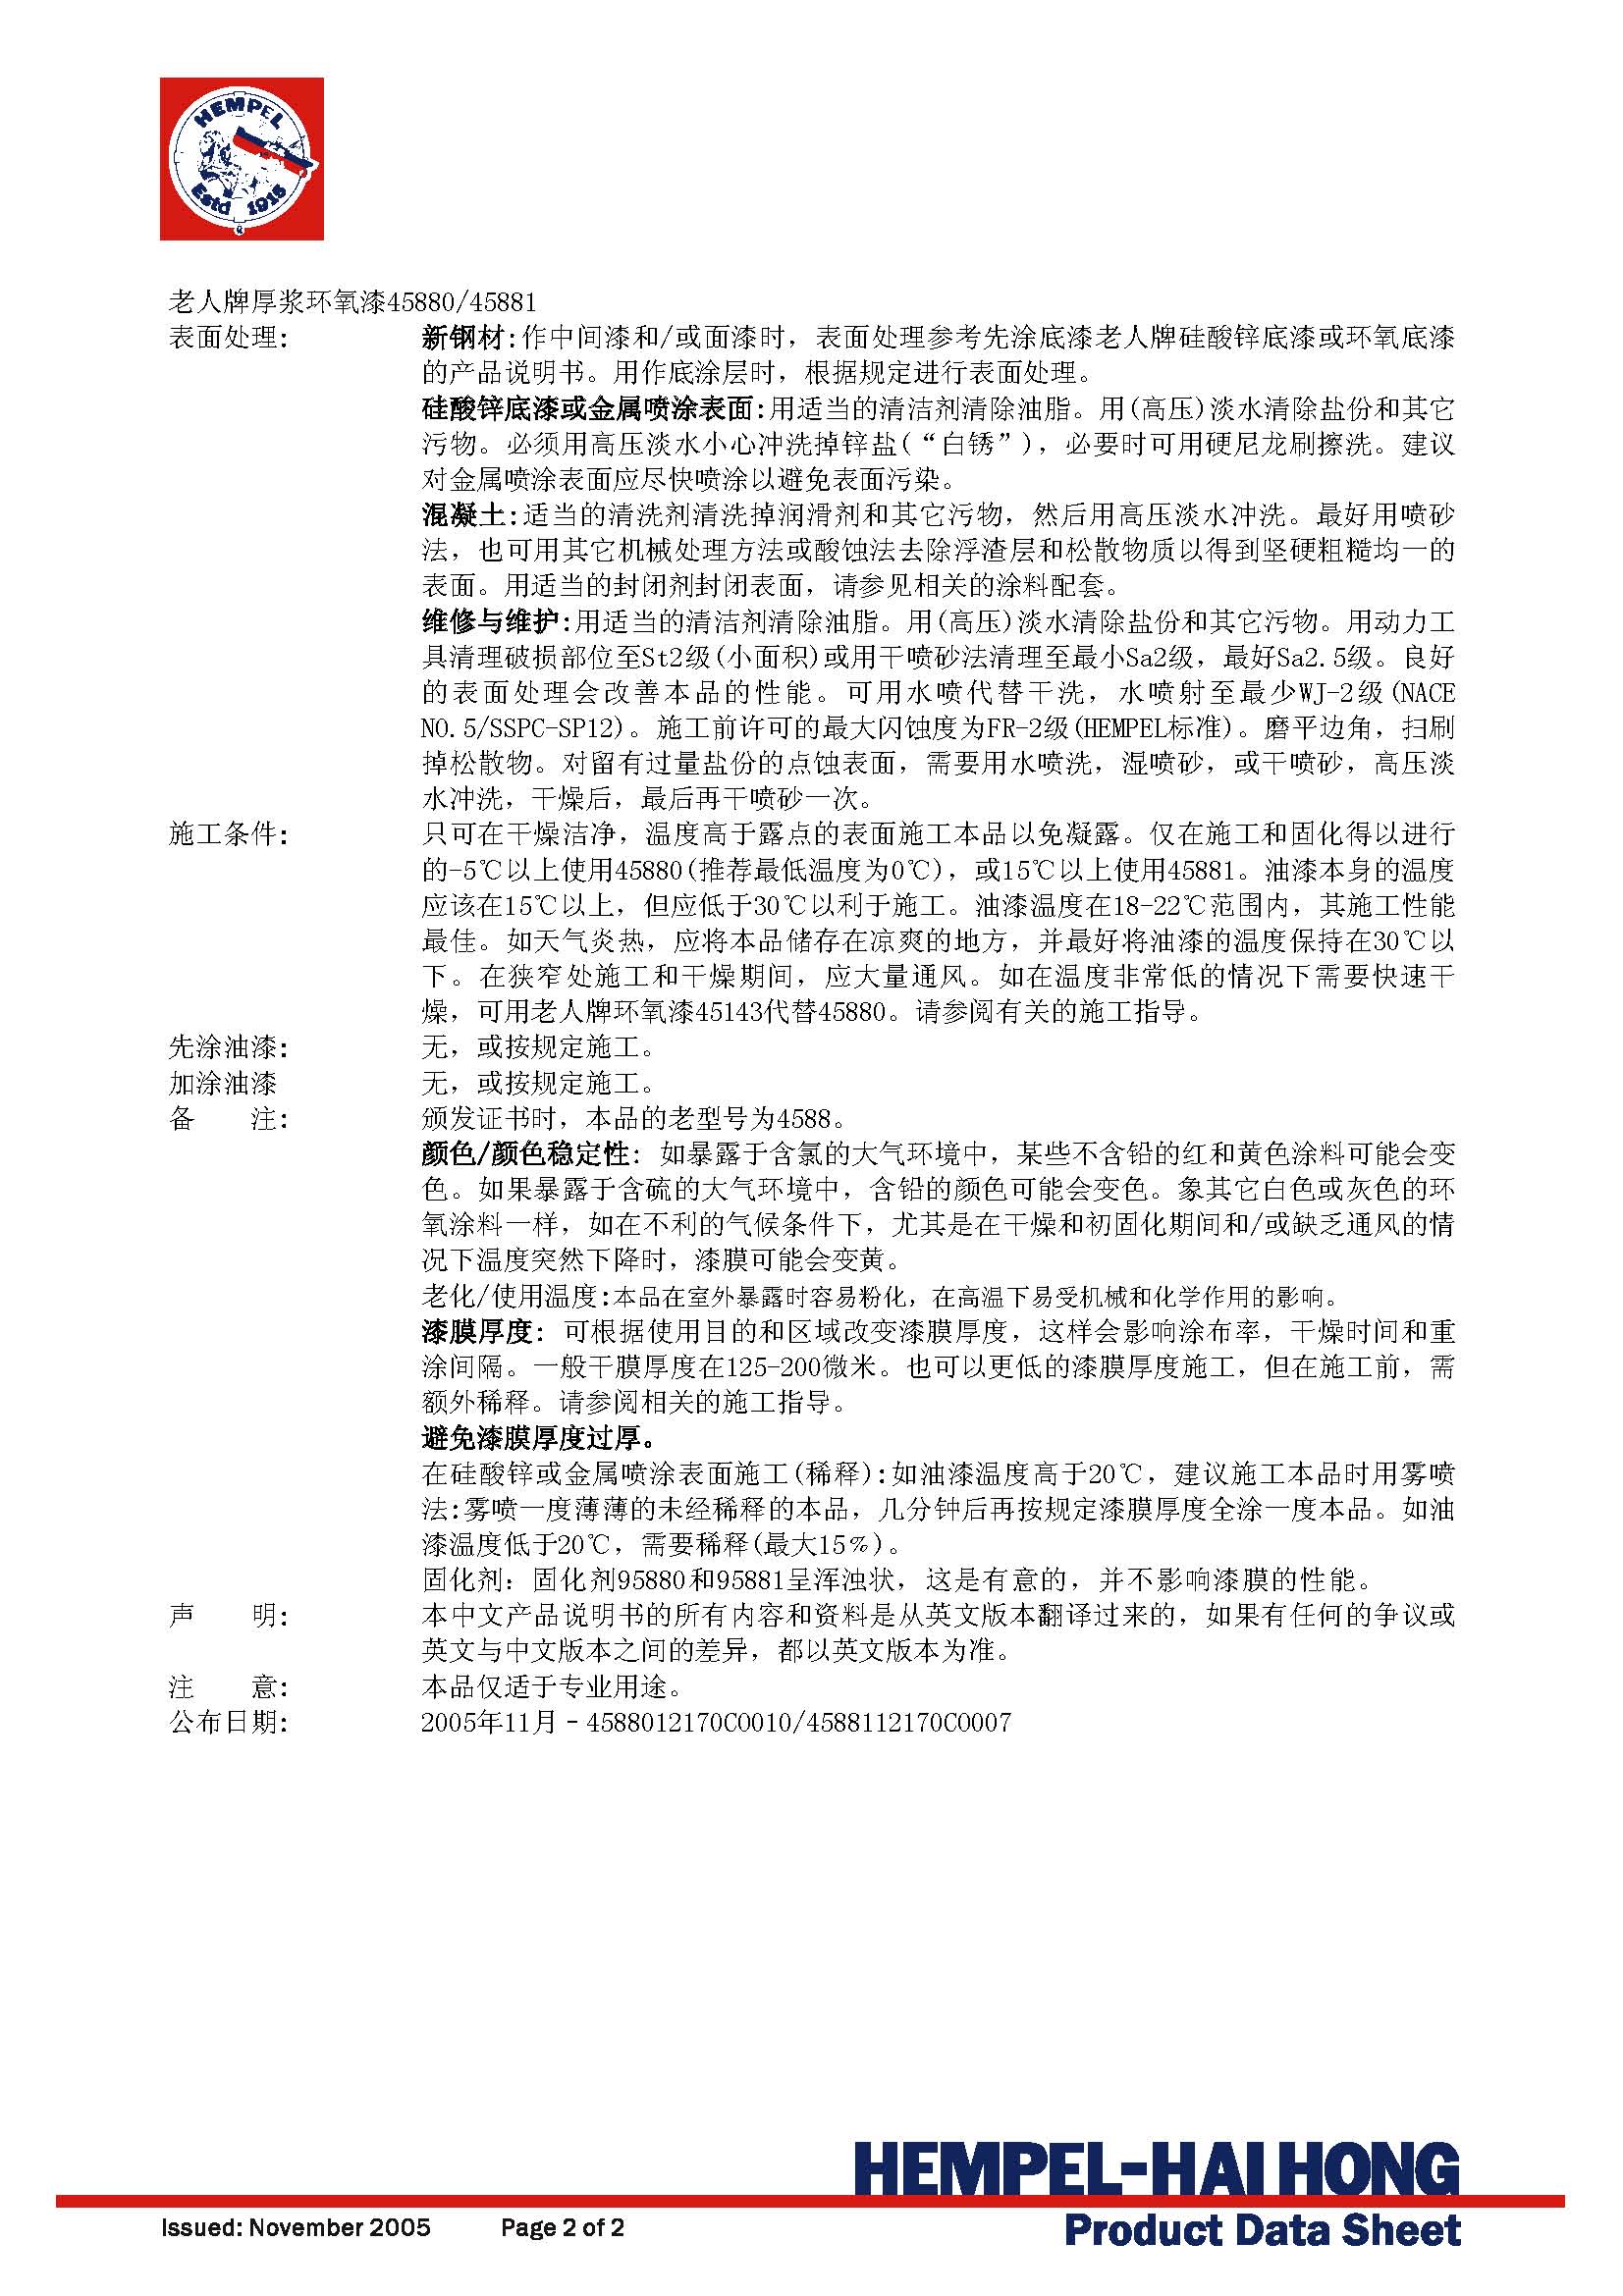 HEMPEL
Estd 1915
老人牌厚浆环氧漆45880/45881
表面处理: 新钢材:作中间漆和/或面漆时，表面处理参考先涂底漆老人牌硅酸锌底漆或环氧底漆
的产品说明书。用作底涂层时，根据规定进行表面处理。
硅酸锌底漆或金属喷涂表面:用适当的清洁剂清除油脂。用(高压)淡水清除盐份和其它
污物。必须用高压淡水小心冲洗掉锌盐(“白锈”)，必要时可用硬尼龙刷擦洗。建议
对金属喷涂表面应尽快喷涂以避免表面污染。
混凝土:适当的清洗剂清洗掉润滑剂和其它污物，然后用高压淡水冲洗。最好用喷砂
法，也可用其它机械处理方法或酸蚀法去除浮渣层和松散物质以得到坚硬粗糙均一的
表面。用适当的封闭剂封闭表面，请参见相关的涂料配套。
维修与维护:用适当的清洁剂清除油脂。用(高压)淡水清除盐份和其它污物。用动力工
具清理破损部位至St2级(小面积)或用干喷砂法清理至最小Sa2级，最好Sa2.5级。良好
的表面处理会改善本品的性能。可用水喷代替干洗，水喷射至最少WJ-2级(NACE
NO.5/SSPC-SP12)。施工前许可的最大闪蚀度为FR-2级(HEMPEL标准)。磨平边角，扫刷
掉松散物。对留有过量盐份的点蚀表面，需要用水喷洗，湿喷砂，或干喷砂，高压淡
水冲洗，干燥后，最后再干喷砂一次。
施工条件: 只可在干燥洁净，温度高于露点的表面施工本品以免凝露。仅在施工和固化得以进行
的-5℃以上使用45880(推荐最低温度为0℃)，或15℃以上使用45881。油漆本身的温度
应该在15℃以上，但应低于30℃以利于施工。油漆温度在18-22℃范围内，其施工性能
最佳。如天气炎热，应将本品储存在凉爽的地方，并最好将油漆的温度保持在30℃以
下。在狭窄处施工和干燥期间，应大量通风。如在温度非常低的情况下需要快速干
燥，可用老人牌环氧漆45143代替45880。请参阅有关的施工指导。
先涂油漆: 无，或按规定施工。
加涂油漆 无，或按规定施工。
备 注: 颁发证书时，本品的老型号为4588。
颜色/颜色稳定性: 如暴露于含氯的大气环境中，某些不含铅的红和黄色涂料可能会变
色。如果暴露于含硫的大气环境中，含铅的颜色可能会变色。象其它白色或灰色的环
氧涂料一样，如在不利的气候条件下，尤其是在干燥和初固化期间和/或缺乏通风的情
况下温度突然下降时，漆膜可能会变黄。
老化/使用温度:本品在室外暴露时容易粉化，在高温下易受机械和化学作用的影响。
漆膜厚度: 可根据使用目的和区域改变漆膜厚度，这样会影响涂布率，干燥时间和重
涂间隔。一般干膜厚度在125-200微米。也可以更低的漆膜厚度施工，但在施工前，需
额外稀释。请参阅相关的施工指导。
避免漆膜厚度过厚。
在硅酸锌或金属喷涂表面施工(稀释):如油漆温度高于20℃，建议施工本品时用雾喷
法:雾喷一度薄薄的未经稀释的本品，几分钟后再按规定漆膜厚度全涂一度本品。如油
漆温度低于20℃，需要稀释(最大15%)。
固化剂: 固化剂95880和95881呈浑浊状，这是有意的，并不影响漆膜的性能。
声 明: 本中文产品说明书的所有内容和资料是从英文版本翻译过来的，如果有任何的争议或
英文与中文版本之间的差异，都以英文版本为准。
注 意: 本品仅适于专业用途。
公布日期: 2005年11月－4588012170C0010/4588112170C0007
HEMPEL-HAI HONG
Issued: November 2005 Page 2 of 2 Product Data Sheet